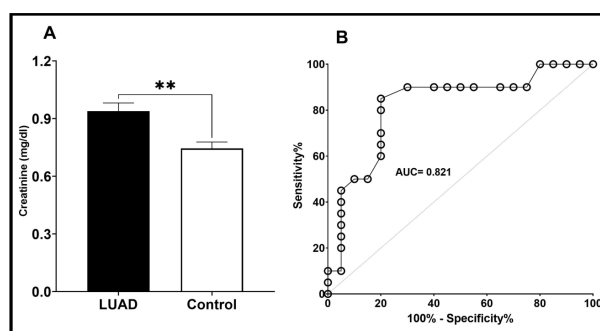 A
Creatinine (mg/dl)
1.2
0.9
0.6
0.3
0.0
**
LUAD
Control
B
Sensitivity%
100
80
60
40
20
0
AUC= 0.821
0
20
40
60
80
100
100% - Specificity%